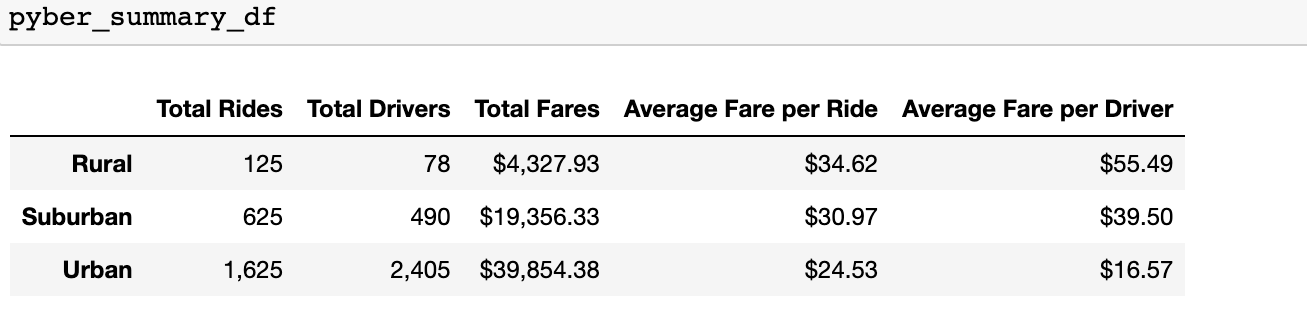 pyber_summary_df
Total Rides Total Drivers Total Fares Average Fare per Ride Average Fare per Driver
Rural 125 78 $4,327.93 $34.62 $55.49
Suburban 625 490 $19,356.33 $30.97 $39.50
Urban 1,625 2,405 $39,854.38 $24.53 $16.57